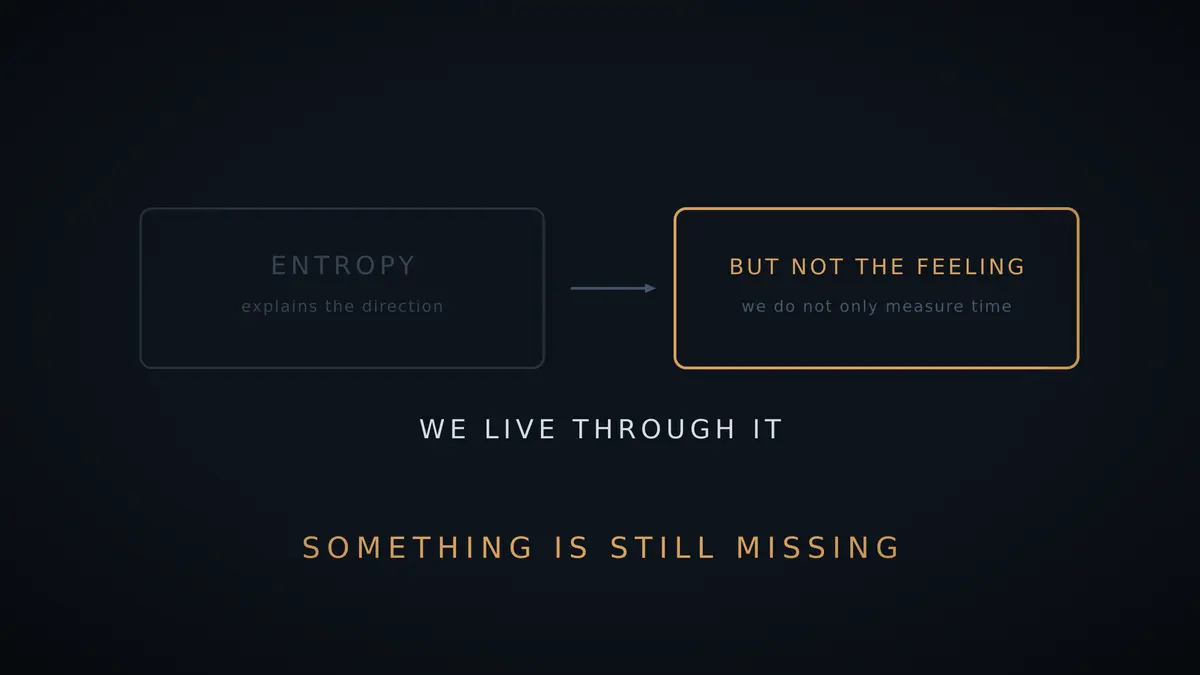 ENTROPY
explains the direction
BUT NOT THE FEELING
we do not only measure time
WE LIVE THROUGH IT
SOMETHING IS STILL MISSING